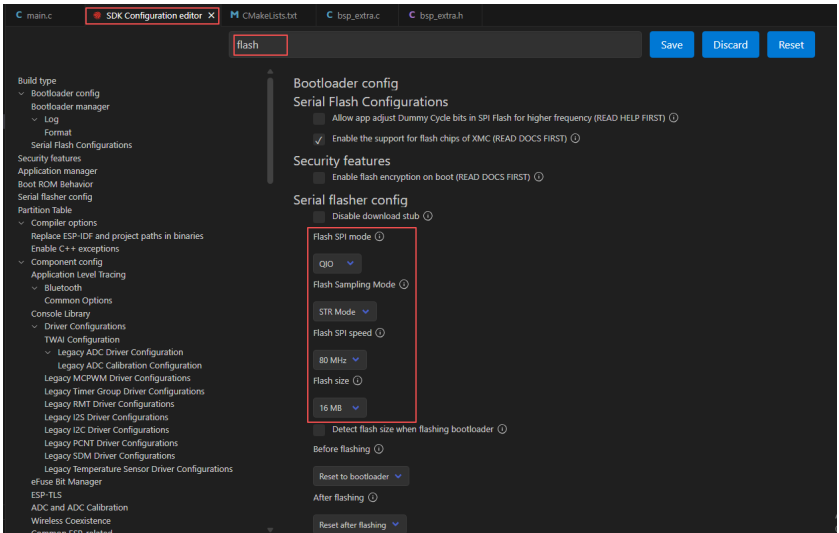 C main.c
SDK Configuration editor X
M CMakeLists.txt
C bsp_extra.c
C bsp_extra.h
flash
Save
Discard
Reset
Build type
Bootloader config
Bootloader manager
Log
Format
Serial Flash Configurations
Security features
Application manager
Boot ROM Behavior
Serial flasher config
Partition Table
Compiler options
Replace ESP-IDF and project paths in binaries
Enable C++ exceptions
Component config
Application Level Tracing
Bluetooth
Common Options
Console Library
Driver Configurations
TWAI Configuration
Legacy ADC Driver Configuration
Legacy ADC Calibration Configuration
Legacy MCPWM Driver Configurations
Legacy Timer Group Driver Configurations
Legacy RMT Driver Configurations
Legacy I2S Driver Configurations
Legacy I2C Driver Configurations
Legacy PCNT Driver Configurations
Legacy SDM Driver Configurations
Legacy Temperature Sensor Driver Configurations
eFuse Bit Manager
ESP-TLS
ADC and ADC Calibration
Wireless Coexistence
Common ESP-related
Bootloader config
Serial Flash Configurations
Allow app adjust Dummy Cycle bits in SPI Flash for higher frequency (READ HELP FIRST)
Enable the support for flash chips of XMC (READ DOCS FIRST)
Security features
Enable flash encryption on boot (READ DOCS FIRST)
Serial flasher config
Disable download stub
Flash SPI mode
QIO
Flash Sampling Mode
STR Mode
Flash SPI speed
80 MHz
Flash size
16 MB
Detect flash size when flashing bootloader
Before flashing
Reset to bootloader
After flashing
Reset after flashing